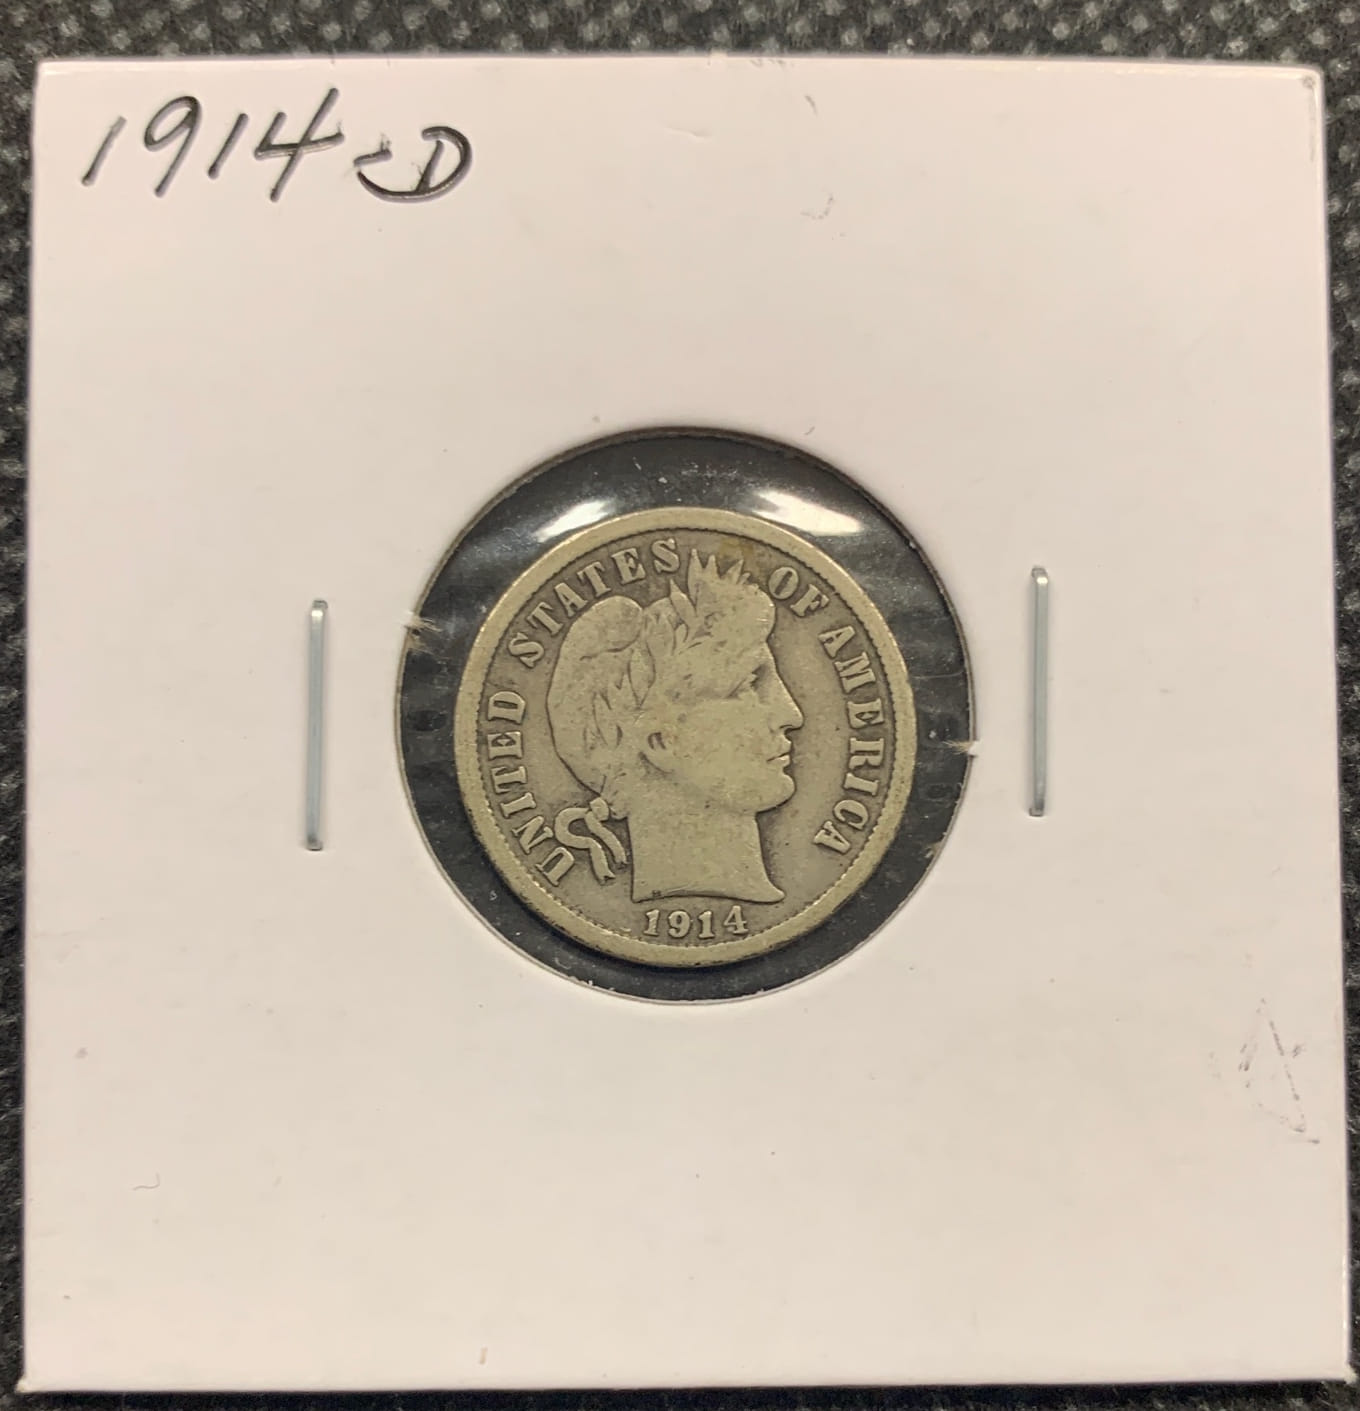 1914-D
UNITED STATES OF AMERICA
1914